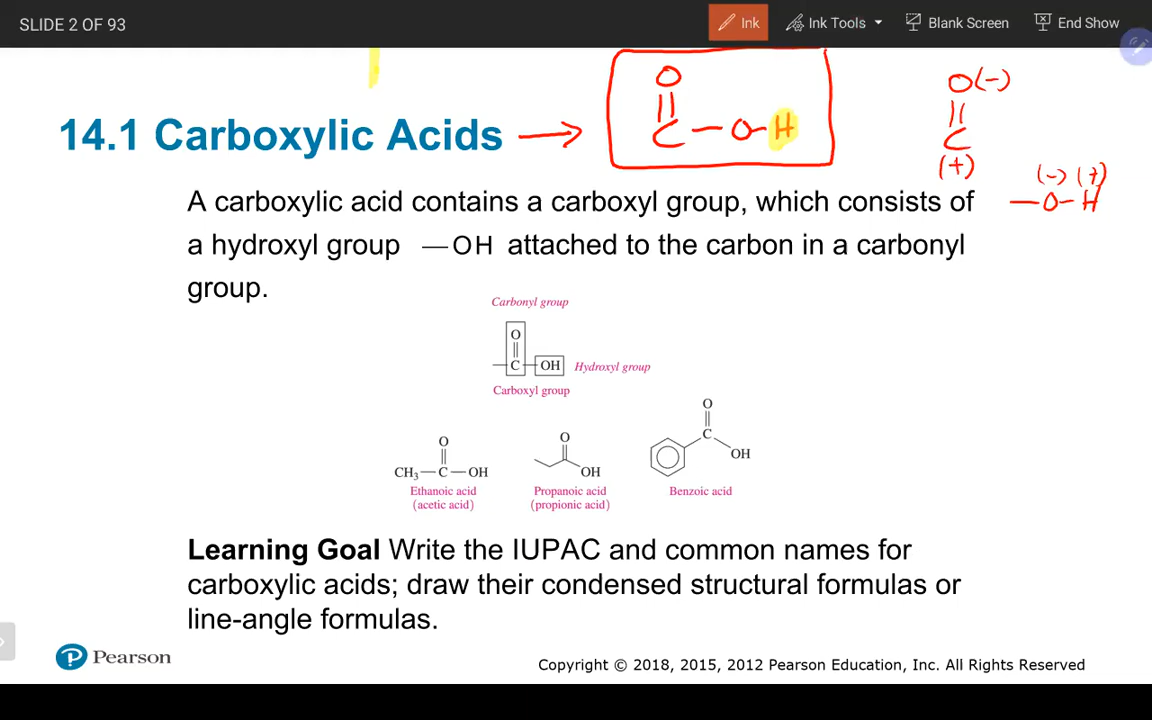 SLIDE 2 OF 93
Ink
Ink Tools
Blank Screen
End Show
14.1 Carboxylic Acids
O
C - O - H
O(-)
C
(+)
(-) (+)
- O - H
A carboxylic acid contains a carboxyl group, which consists of
a hydroxyl group —OH attached to the carbon in a carbonyl
group.
Carbonyl group
O
C OH Hydroxyl group
Carboxyl group
O
CH₃—C—OH
Ethanoic acid
(acetic acid)
O
OH
Propanoic acid
(propionic acid)
O
C
OH
Benzoic acid
Learning Goal Write the IUPAC and common names for
carboxylic acids; draw their condensed structural formulas or
line-angle formulas.
P Pearson
Copyright © 2018, 2015, 2012 Pearson Education, Inc. All Rights Reserved